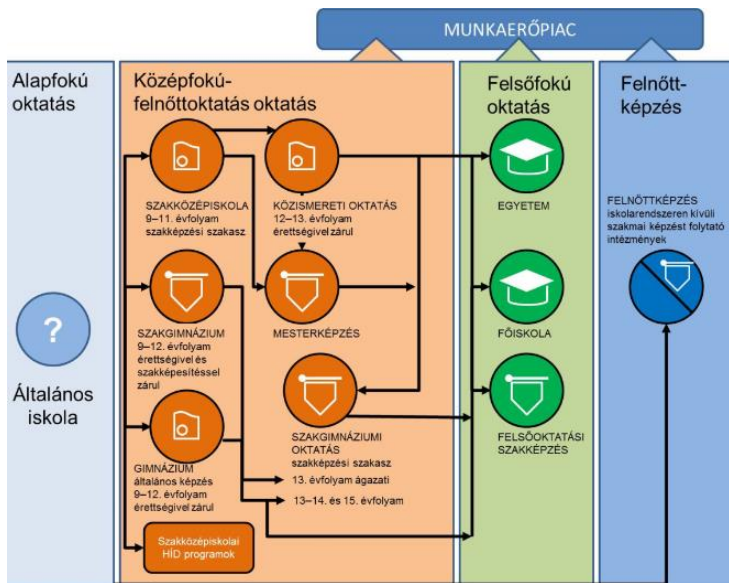 MUNKAERŐPIAC
Alapfokú
oktatás
?
Általános
iskola
Középfokú-
felnőttoktatás oktatás
SZAKKÖZÉPISKOLA
9–11. évfolyam
szakképzési szakasz
KÖZISMERETI OKTATÁS
12–13. évfolyam
érettségivel zárul
SZAKGIMNÁZIUM
9–12. évfolyam
érettségivel és
szakképesítéssel
zárul
MESTERKÉPZÉS
SZAKGIMNÁZIUMI
OKTATÁS
szakképzési szakasz
GIMNÁZIUM
általános képzés
9–12. évfolyam
érettségivel zárul
13. évfolyam ágazati
13–14. és 15. évfolyam
Szakközépiskolai
HÍD programok
Felsőfokú
oktatás
EGYETEM
FŐISKOLA
FELSŐOKTATÁSI
SZAKKÉPZÉS
Felnőtt-
képzés
FELNŐTTKÉPZÉS
iskolarendszeren kívüli
szakmai képzést folytató
intézmények